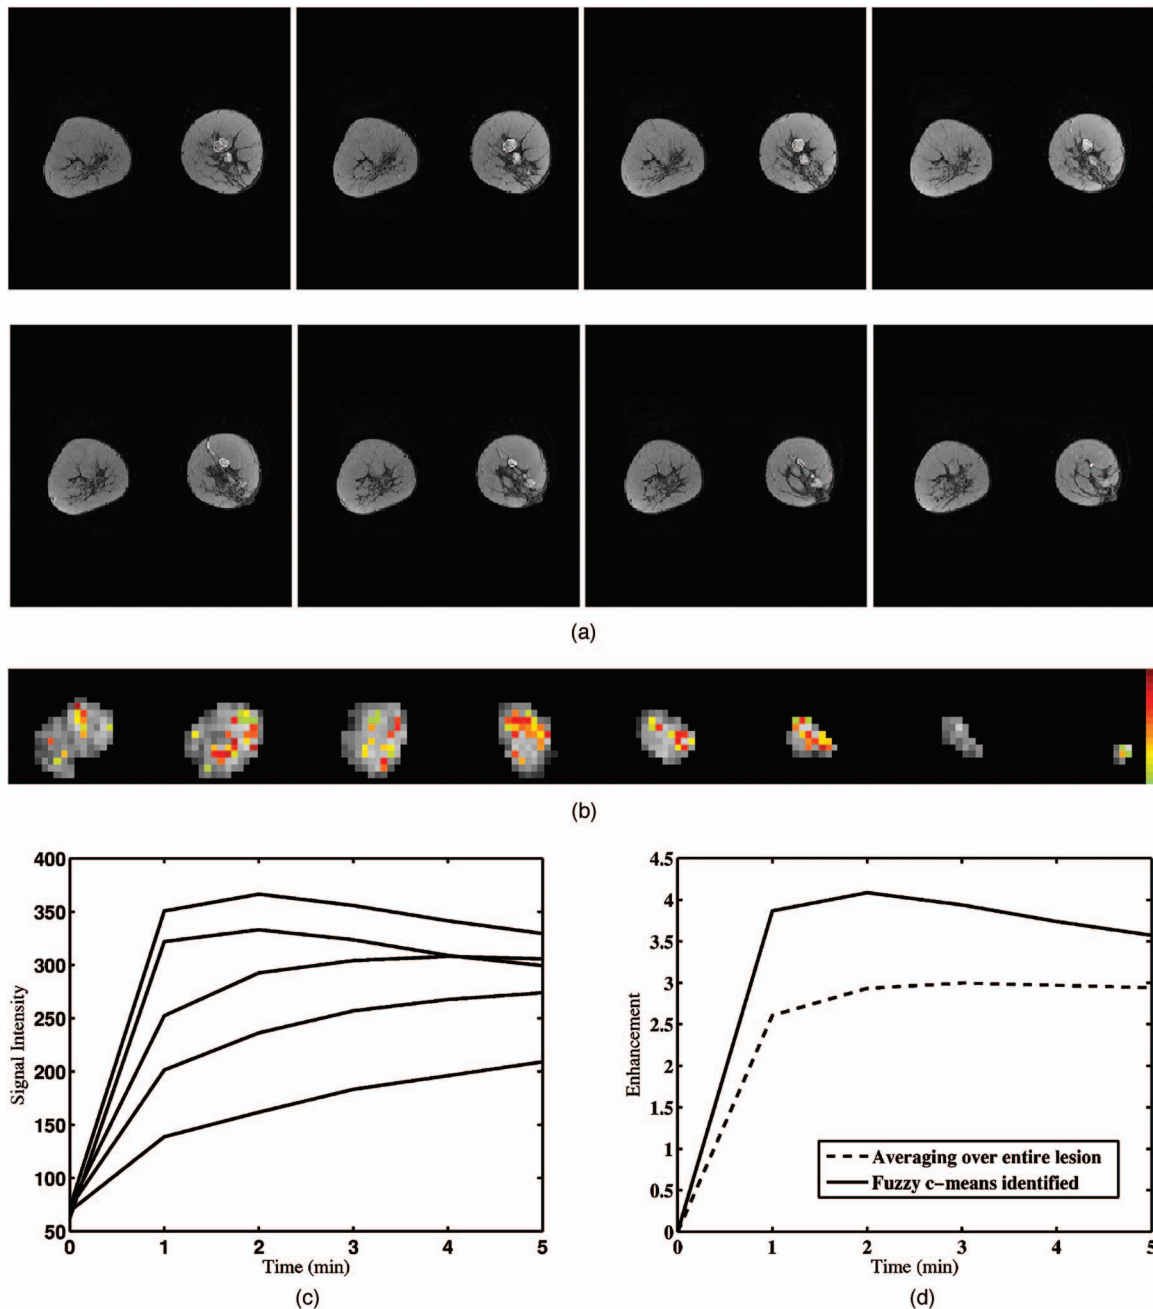 (a)
(b)
400
350
300
250
200
150
100
50
0 1 2 3 4 5
Signal Intensity
Time (min)
(c)
4.5
4
3.5
3
2.5
2
1.5
1
0.5
0
0 1 2 3 4 5
Enhancement
Averaging over entire lesion
Fuzzy c-means identified
Time (min)
(d)